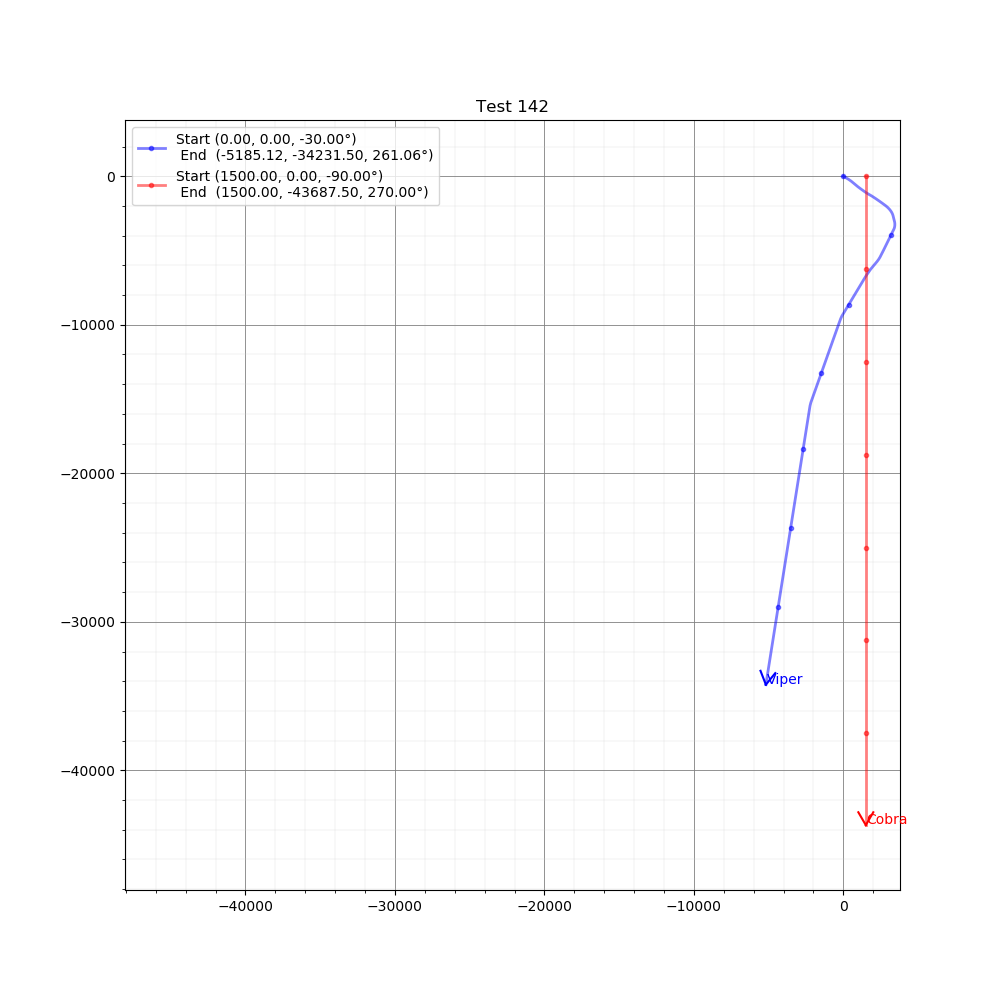 Test 142
Start (0.00, 0.00, -30.00°)
End  (-5185.12, -34231.50, 261.06°)
Start (1500.00, 0.00, -90.00°)
End  (1500.00, -43687.50, 270.00°)
0
−10000
−20000
−30000
−40000
Viper
Cobra
−40000
−30000
−20000
−10000
0